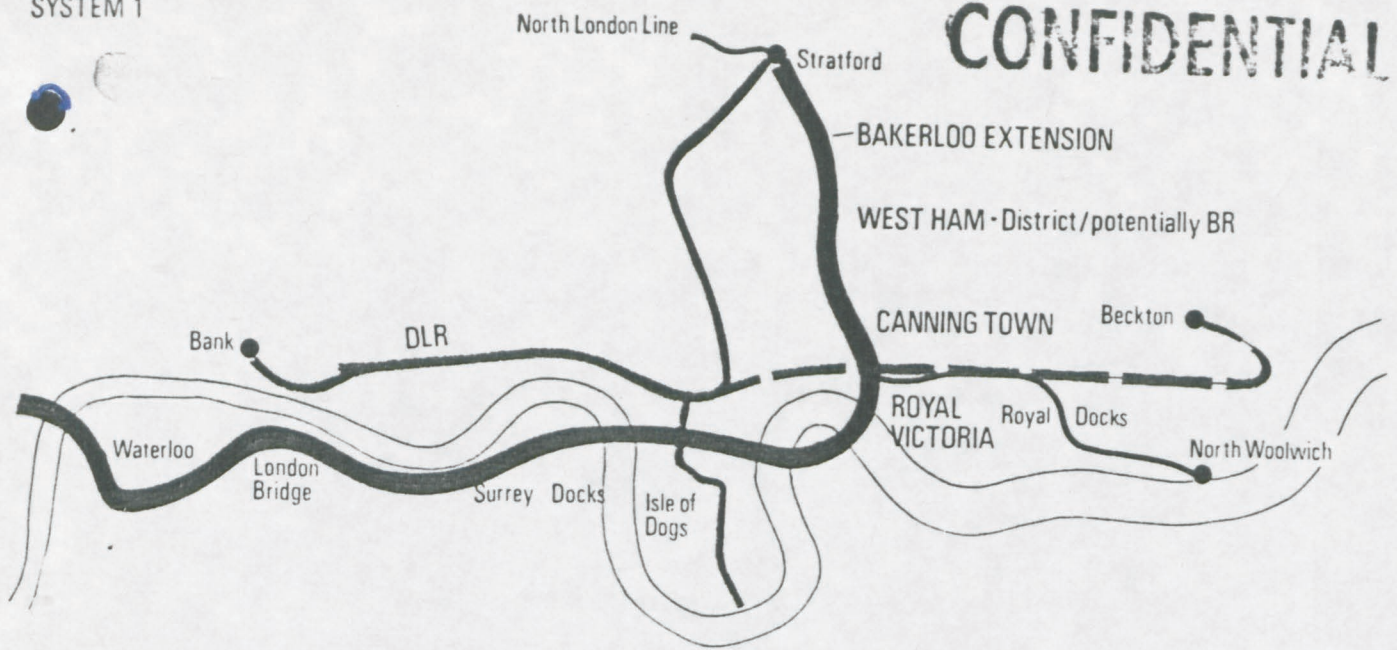 SYSTEM 1
CONFIDENTIAL
North London Line
Stratford
BAKERLOO EXTENSION
WEST HAM · District/potentially BR
Bank
DLR
CANNING TOWN
Beckton
Waterloo
London
Bridge
Surrey Docks
Isle of
Dogs
ROYAL
VICTORIA
Royal Docks
North Woolwich